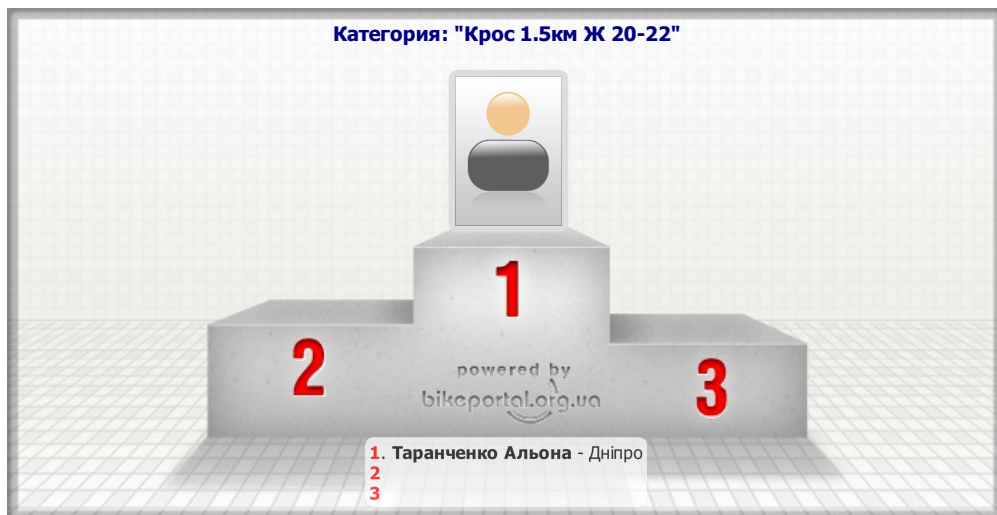 Категория: "Крос 1.5км Ж 20-22"
1
2
3
powered by
bikeportal.org.ua
1. Таранченко Альона - Дніпро
2
3